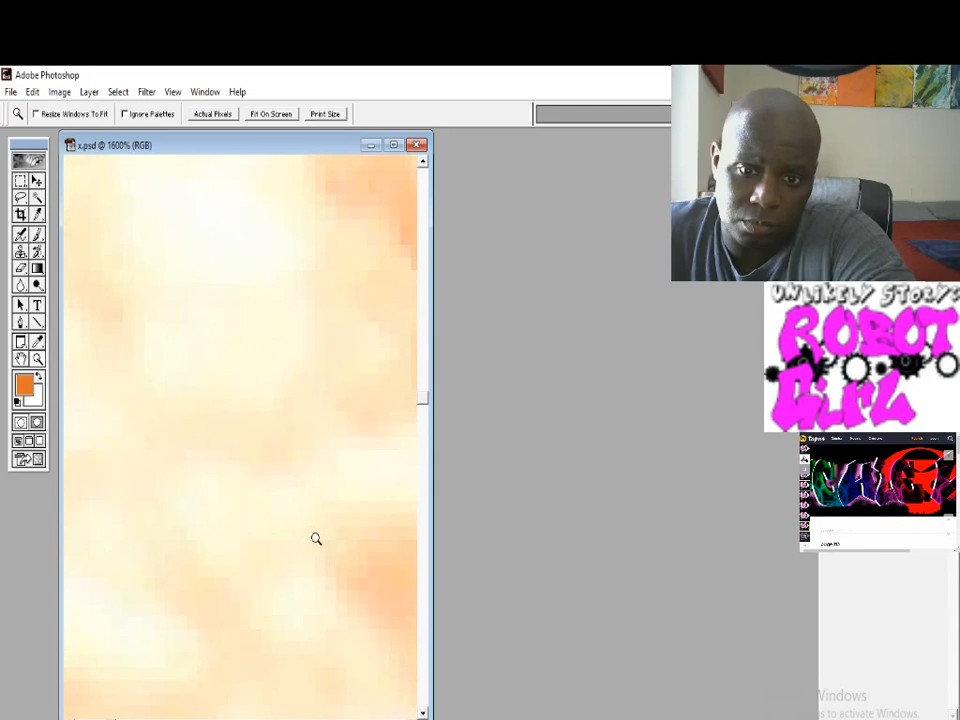 Adobe Photoshop
File Edit Image Layer Select Filter View Window Help
Resize Windows To Fit Ignore Palettes Actual Pixels Fit On Screen Print Size
x.psd @ 1600% (RGB)
T
UNLIKELY STORY:
ROBOT
GIRL
Windows
to activate Windows.